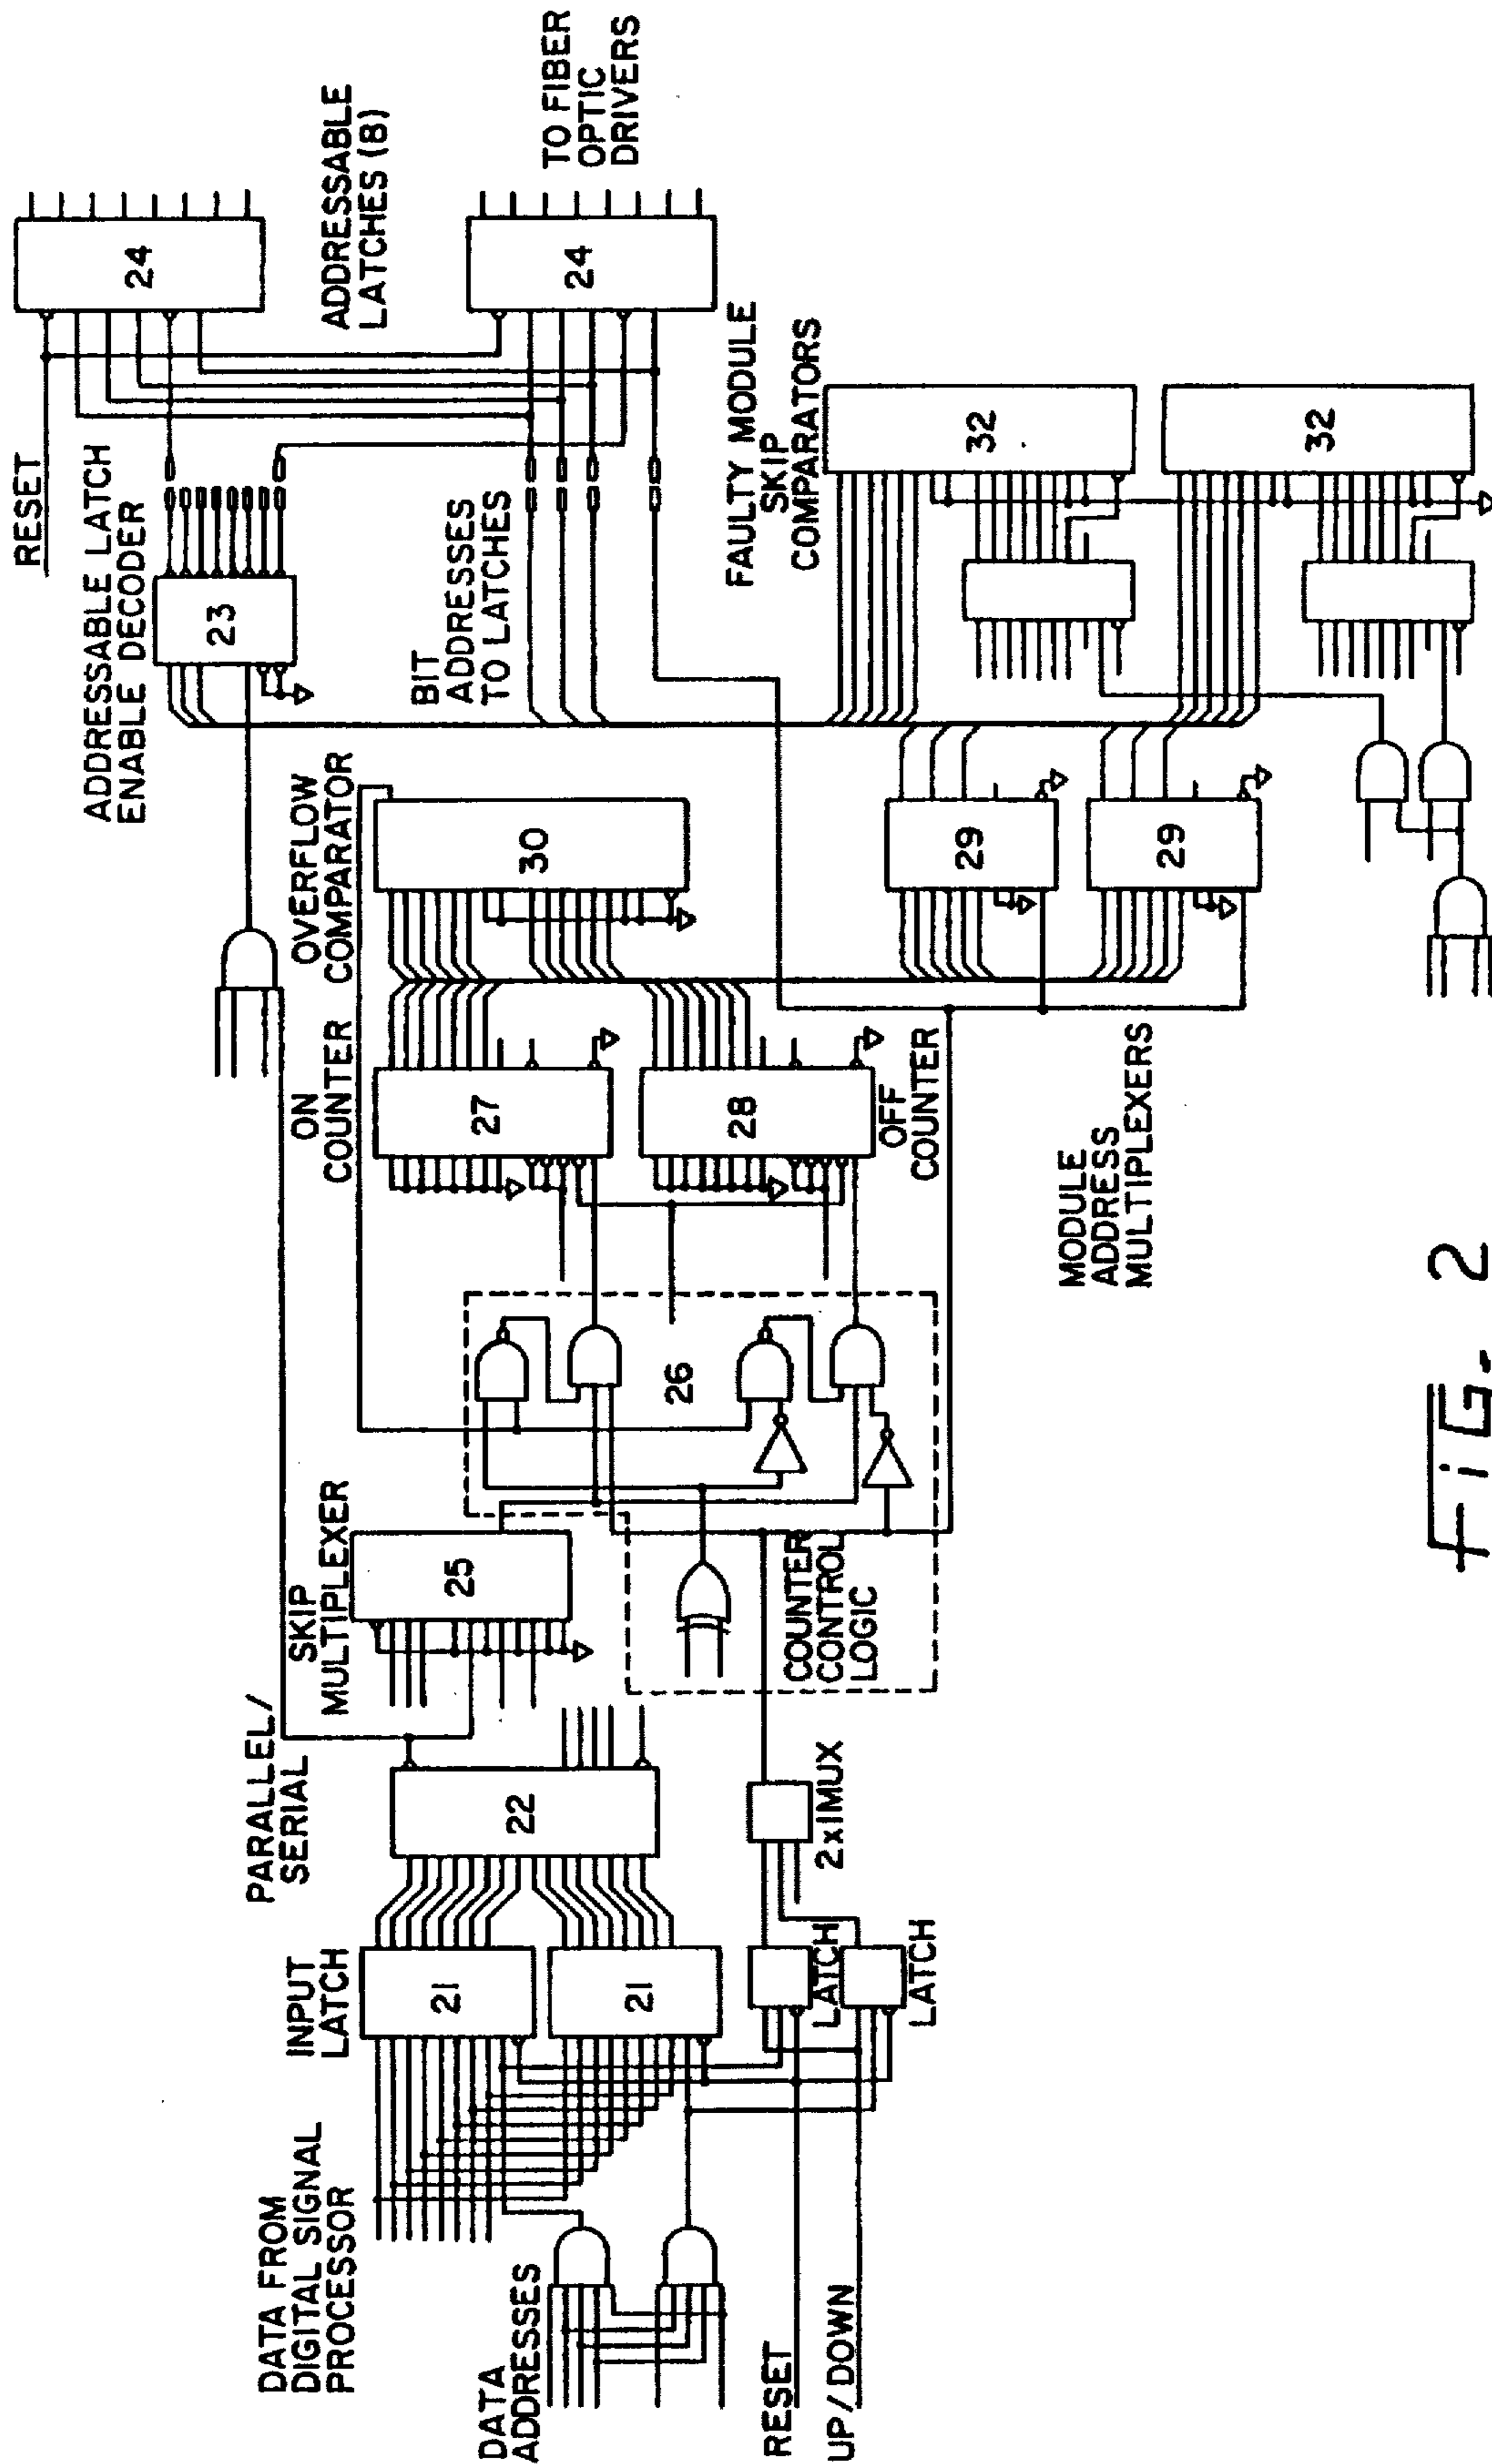 DATA FROM
DIGITAL SIGNAL
PROCESSOR
DATA
ADDRESSES
RESET
UP/DOWN
INPUT
LATCH
21
21
LATCH
LATCH
PARALLEL/
SERIAL
22
2x1MUX
SKIP
MULTIPLEXER
25
COUNTER
CONTROL
LOGIC
26
ON
COUNTER
27
28
OFF
COUNTER
OVERFLOW
COMPARATOR
30
MODULE
ADDRESS
MULTIPLEXERS
29
29
ADDRESSABLE LATCH
ENABLE DECODER
23
RESET
BIT
ADDRESSES
TO LATCHES
24
24
ADDRESSABLE
LATCHES (8)
TO FIBER
OPTIC
DRIVERS
FAULTY MODULE
SKIP
COMPARATORS
32
32
FiG. 2